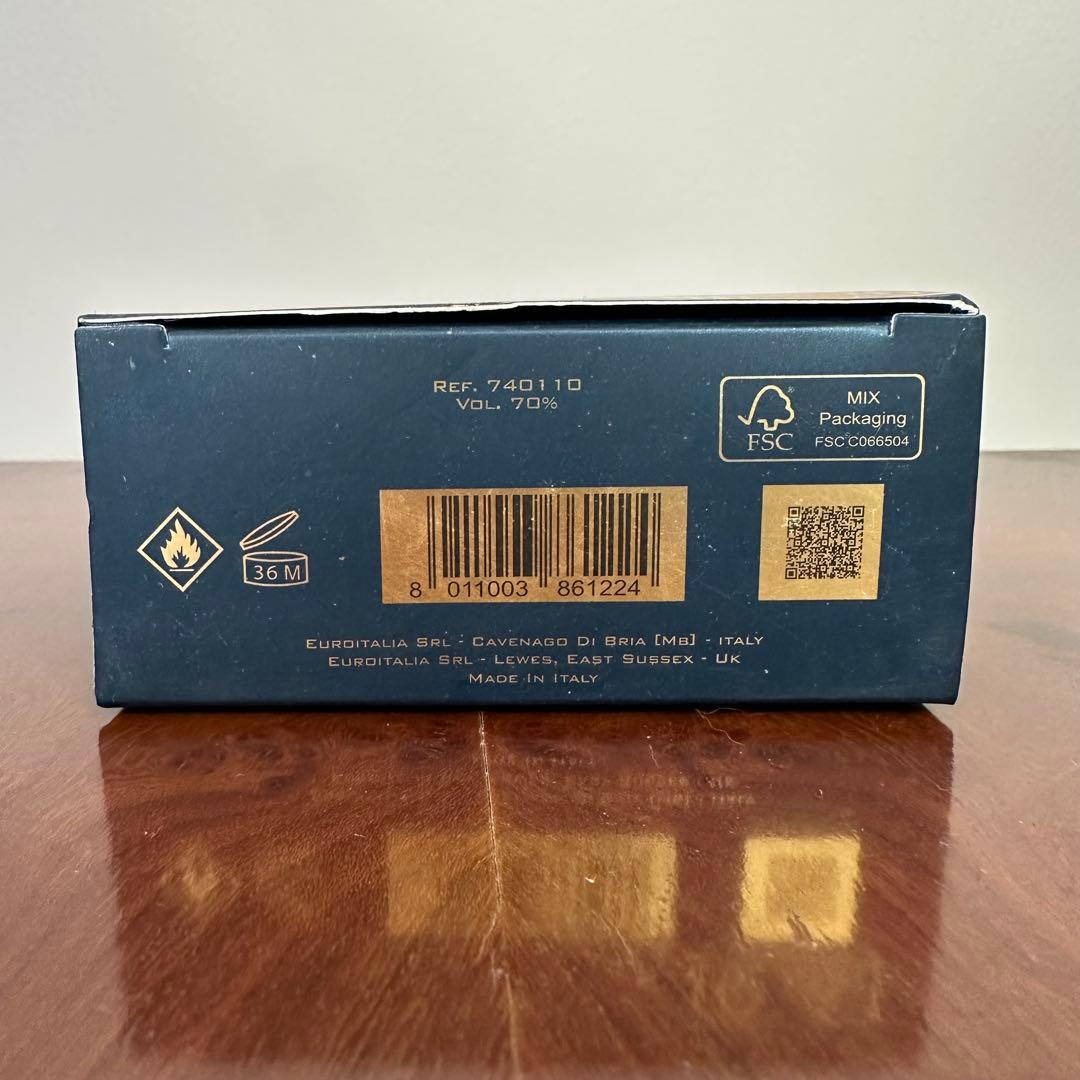 REF. 740110
VOL. 70%
MIX
Packaging
FSC® C066504
FSC®
36 M
8 011003 861224
EUROITALIA SRL - CAVENAGO DI BRIA [MB] - ITALY
EUROITALIA SRL - LEWES, EAST SUSSEX - UK
MADE IN ITALY